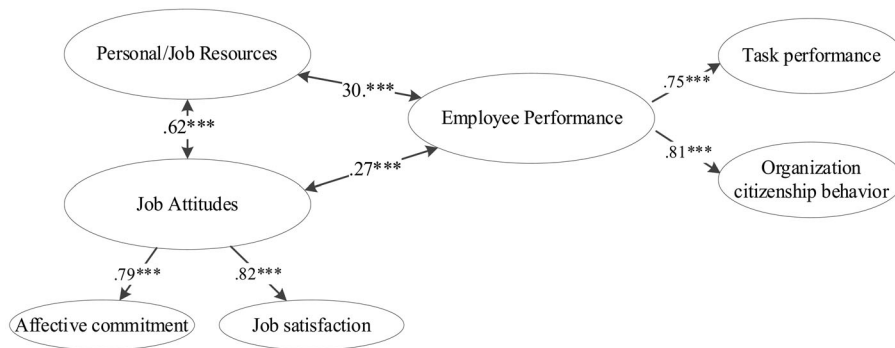 Personal/Job Resources
Task performance
30.***
.75***
Employee Performance
.62***
.81***
.27***
Organization
citizenship behavior
Job Attitudes
.79***
.82***
Affective commitment
Job satisfaction